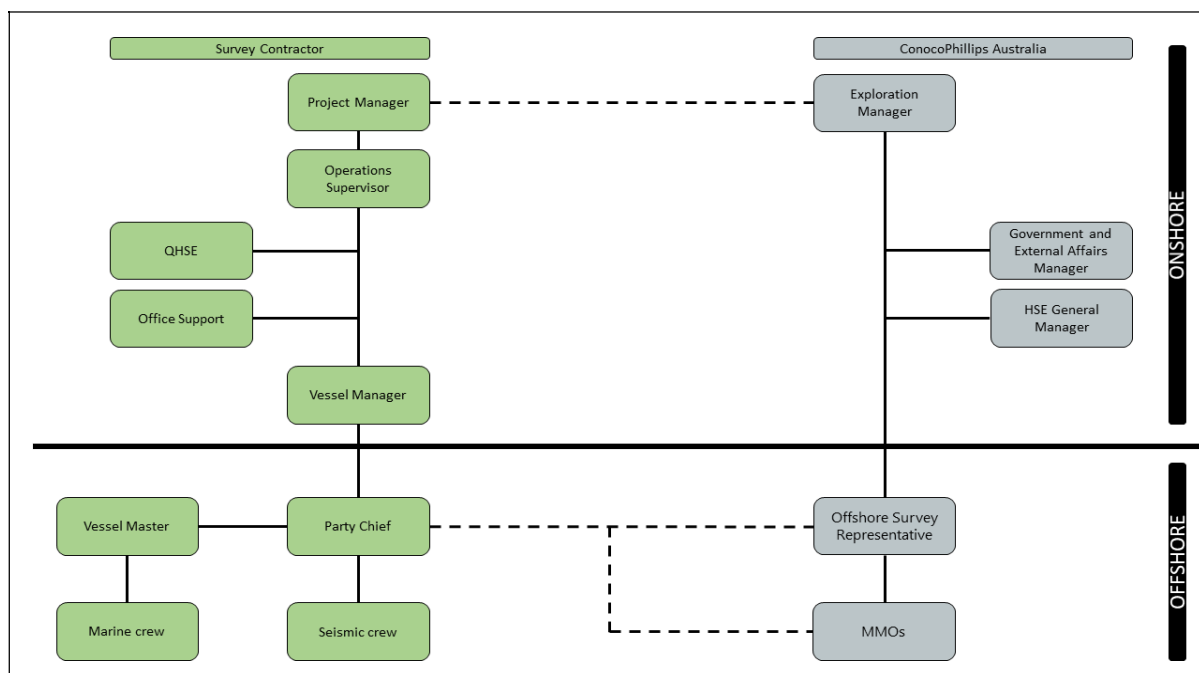 Survey Contractor
ConocoPhillips Australia
Project Manager
Exploration
Manager
Operations
Supervisor
QHSE
Government and
External Affairs
Manager
Office Support
HSE General
Manager
Vessel Manager
ONSHORE
Vessel Master
Party Chief
Offshore Survey
Representative
Marine crew
Seismic crew
MMOs
OFFSHORE